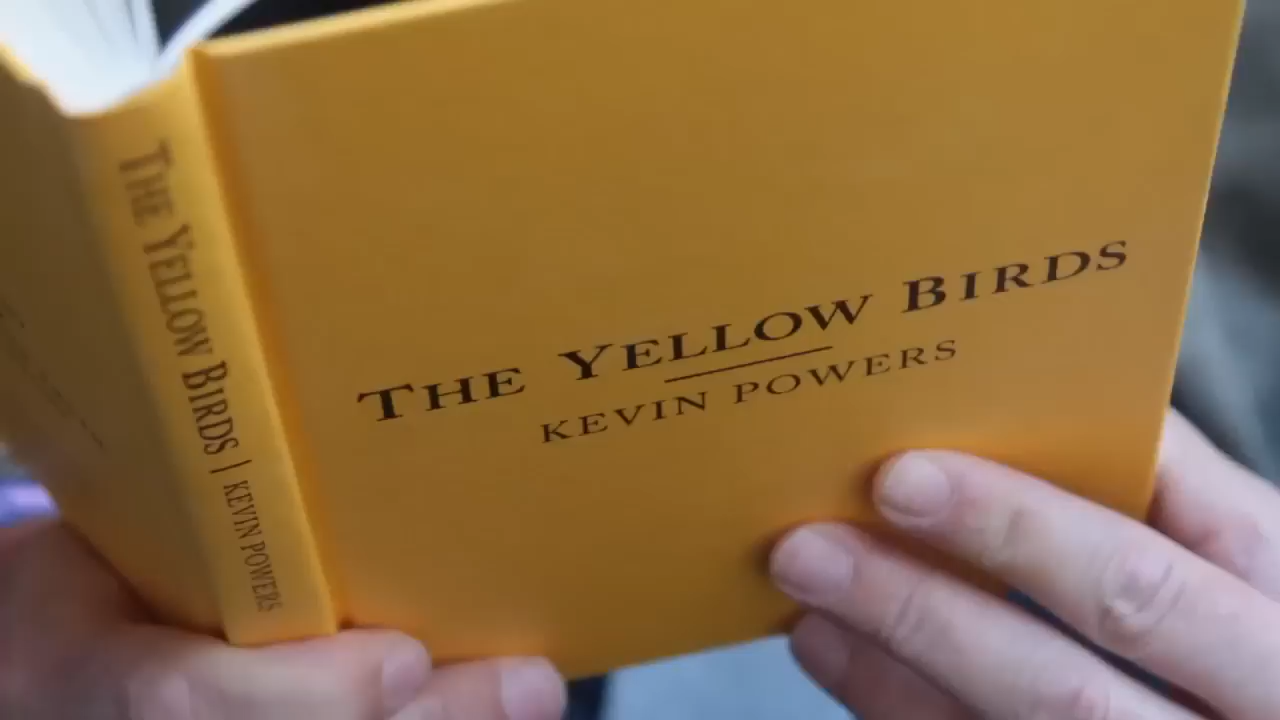 THE YELLOW BIRDS | KEVIN POWERS
THE YELLOW BIRDS
KEVIN POWERS